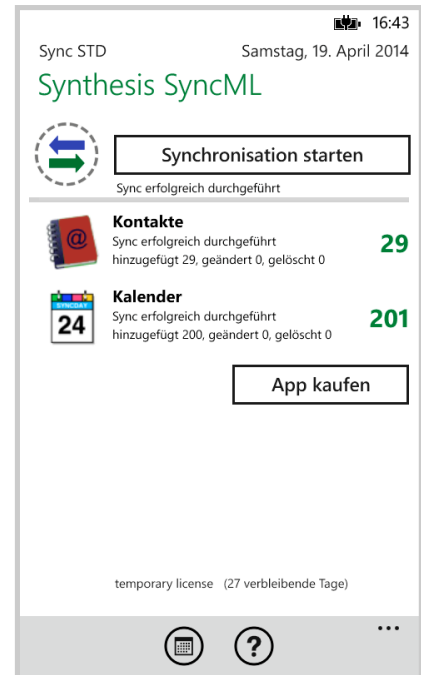 16:43
Sync STD Samstag, 19. April 2014
Synthesis SyncML
Synchronisation starten
Sync erfolgreich durchgeführt
@
Kontakte
Sync erfolgreich durchgeführt
hinzugefügt 29, geändert 0, gelöscht 0
29
Kalender
SYNCDAY
24
Sync erfolgreich durchgeführt
hinzugefügt 200, geändert 0, gelöscht 0
201
App kaufen
temporary license (27 verbleibende Tage)
...
?